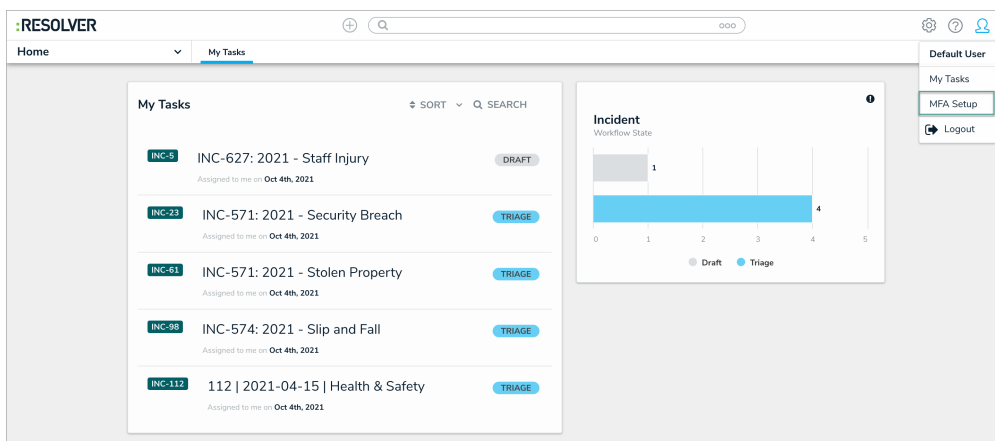 :RESOLVER
ooo
Home
My Tasks
Default User
My Tasks
MFA Setup
Logout
My Tasks
SORT
SEARCH
INC-5
INC-627: 2021 - Staff Injury
DRAFT
Assigned to me on Oct 4th, 2021
INC-23
INC-571: 2021 - Security Breach
TRIAGE
Assigned to me on Oct 4th, 2021
INC-61
INC-571: 2021 - Stolen Property
TRIAGE
Assigned to me on Oct 4th, 2021
INC-98
INC-574: 2021 - Slip and Fall
TRIAGE
Assigned to me on Oct 4th, 2021
INC-112
112 | 2021-04-15 | Health & Safety
TRIAGE
Assigned to me on Oct 4th, 2021
Incident
Workflow State
1
4
0 1 2 3 4 5
Draft Triage